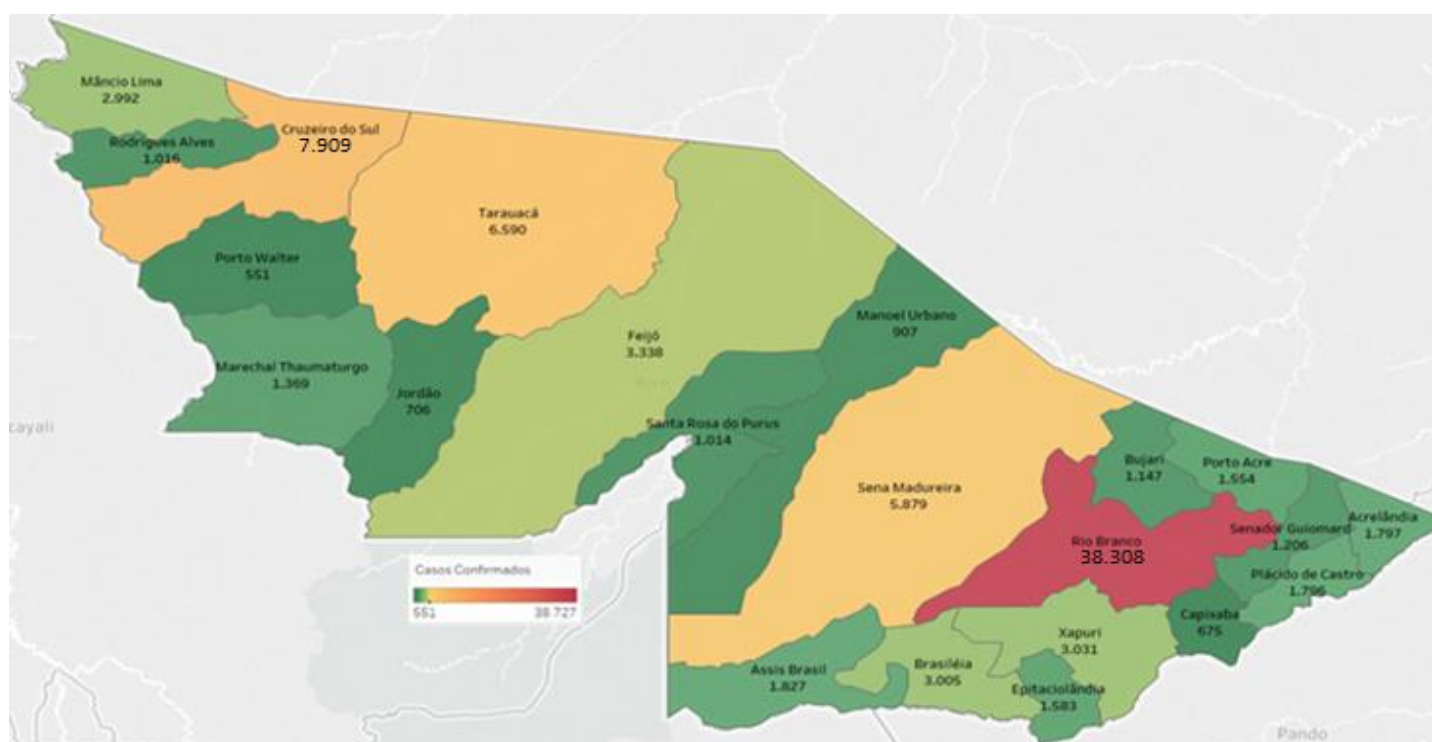 Mâncio Lima
2.992
Cruzeiro do Sul
7.909
Rodrigues Alves
1.016
Tarauacá
6.590
Porto Walter
551
Manoel Urbano
907
Feijó
3.338
Marechal Thaumaturgo
1.369
Jordão
706
Santa Rosa do Purus
1.014
cayali
Bujari
1.147
Porto Acre
1.554
Sena Madureira
5.879
Rio Branco
38.308
Senador Guiomard
1.206
Acrelândia
1.797
Plácido de Castro
1.796
Casos Confirmados
551
38.727
Capixaba
675
Xapuri
3.031
Assis Brasil
1.827
Brasiléia
3.005
Epitaciolândia
1.583
Pando